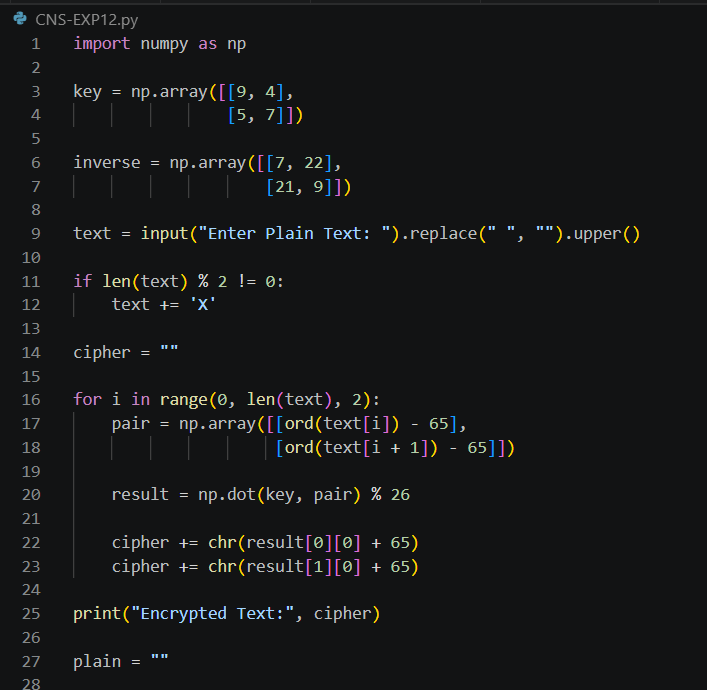 CNS-EXP12.py
1 import numpy as np
2
3 key = np.array([[9, 4],
4 [5, 7]])
5
6 inverse = np.array([[7, 22],
7 [21, 9]])
8
9 text = input("Enter Plain Text: ").replace(" ", "").upper()
10
11 if len(text) % 2 != 0:
12 text += 'X'
13
14 cipher = ""
15
16 for i in range(0, len(text), 2):
17 pair = np.array([[ord(text[i]) - 65],
18 [ord(text[i + 1]) - 65]])
19
20 result = np.dot(key, pair) % 26
21
22 cipher += chr(result[0][0] + 65)
23 cipher += chr(result[1][0] + 65)
24
25 print("Encrypted Text:", cipher)
26
27 plain = ""
28